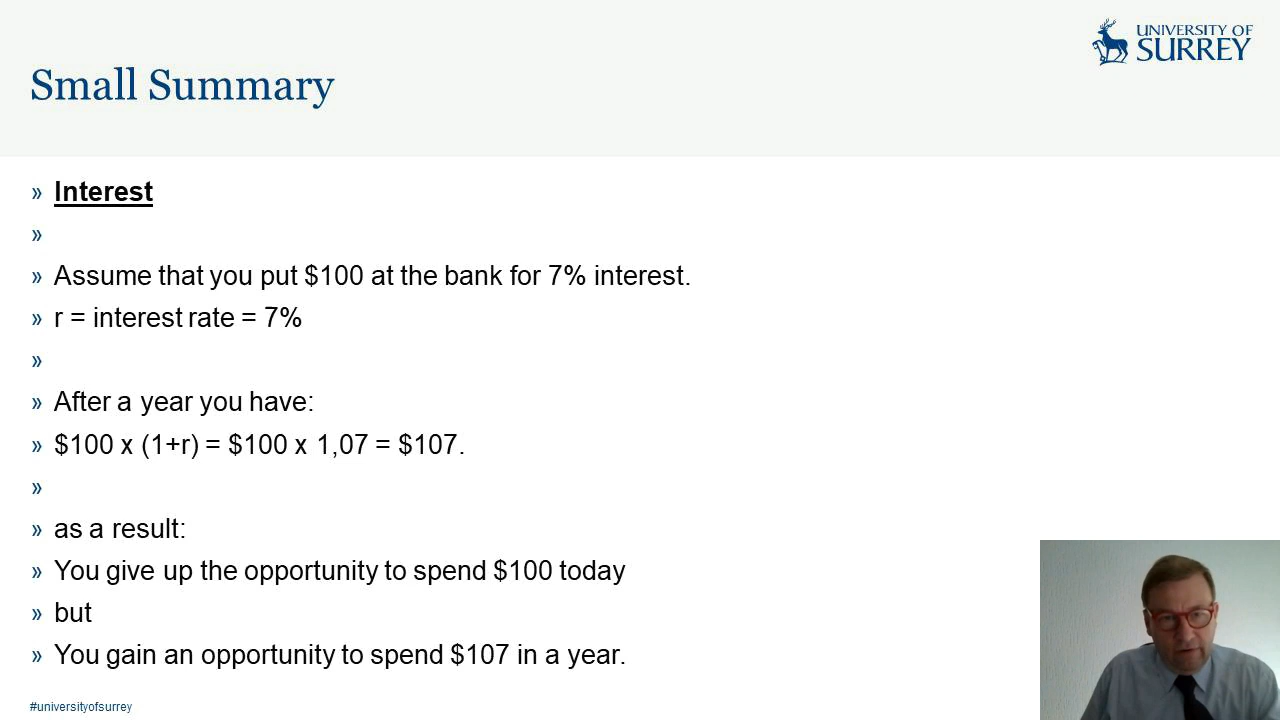 UNIVERSITY OF
SURREY
Small Summary
» Interest
»
» Assume that you put $100 at the bank for 7% interest.
» r = interest rate = 7%
»
» After a year you have:
» $100 x (1+r) = $100 x 1,07 = $107.
»
» as a result:
» You give up the opportunity to spend $100 today
» but
» You gain an opportunity to spend $107 in a year.
#universityofsurrey